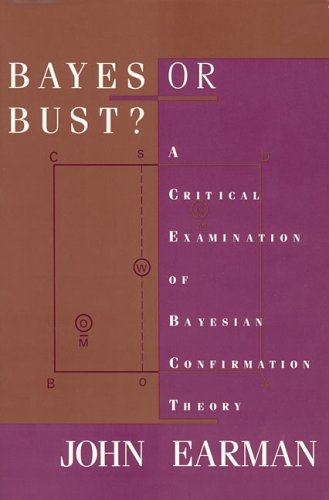 BAYES OR
BUST?
A
CRITICAL
EXAMINATION
OF
BAYESIAN
CONFIRMATION
THEORY
C
S
D
W
O
O
M
B
O
A
JOHN EARMAN